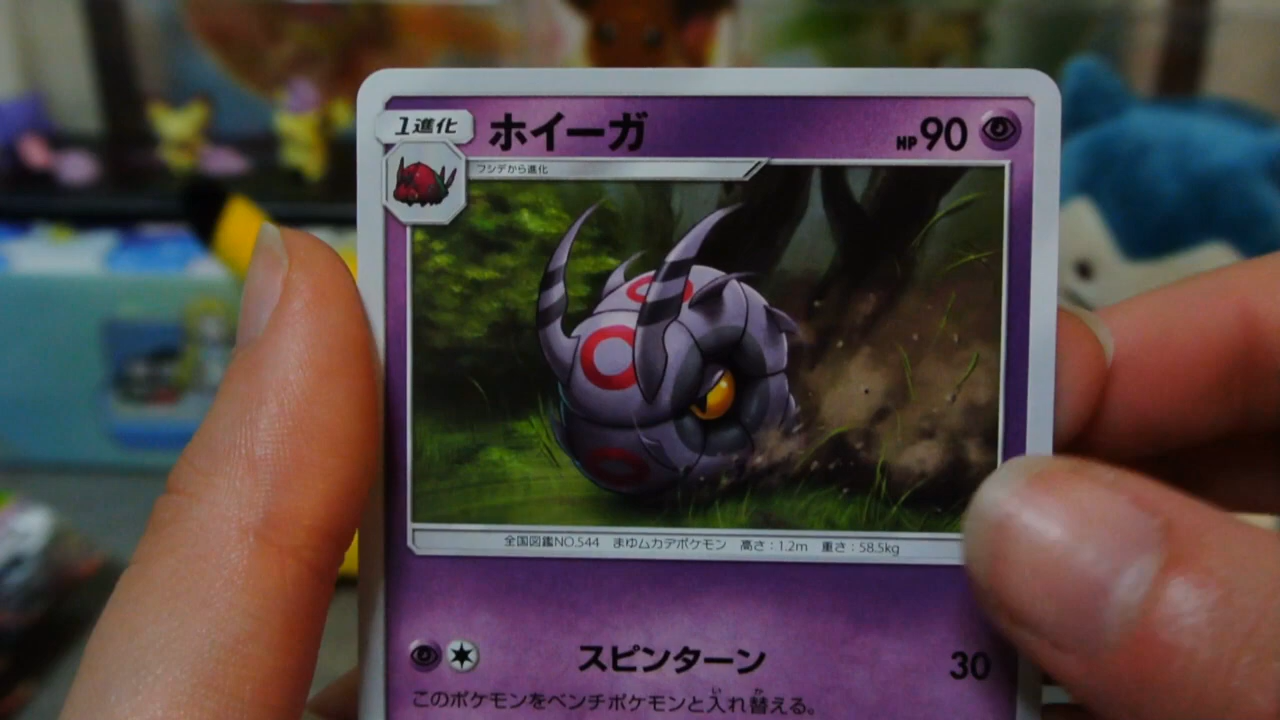 1進化 ホイーガ HP90
フシデから進化
全国図鑑NO.544 まゆムカデポケモン 高さ：1.2m 重さ：58.5kg
スピンターン 30
このポケモンをベンチポケモンと入れ替える。